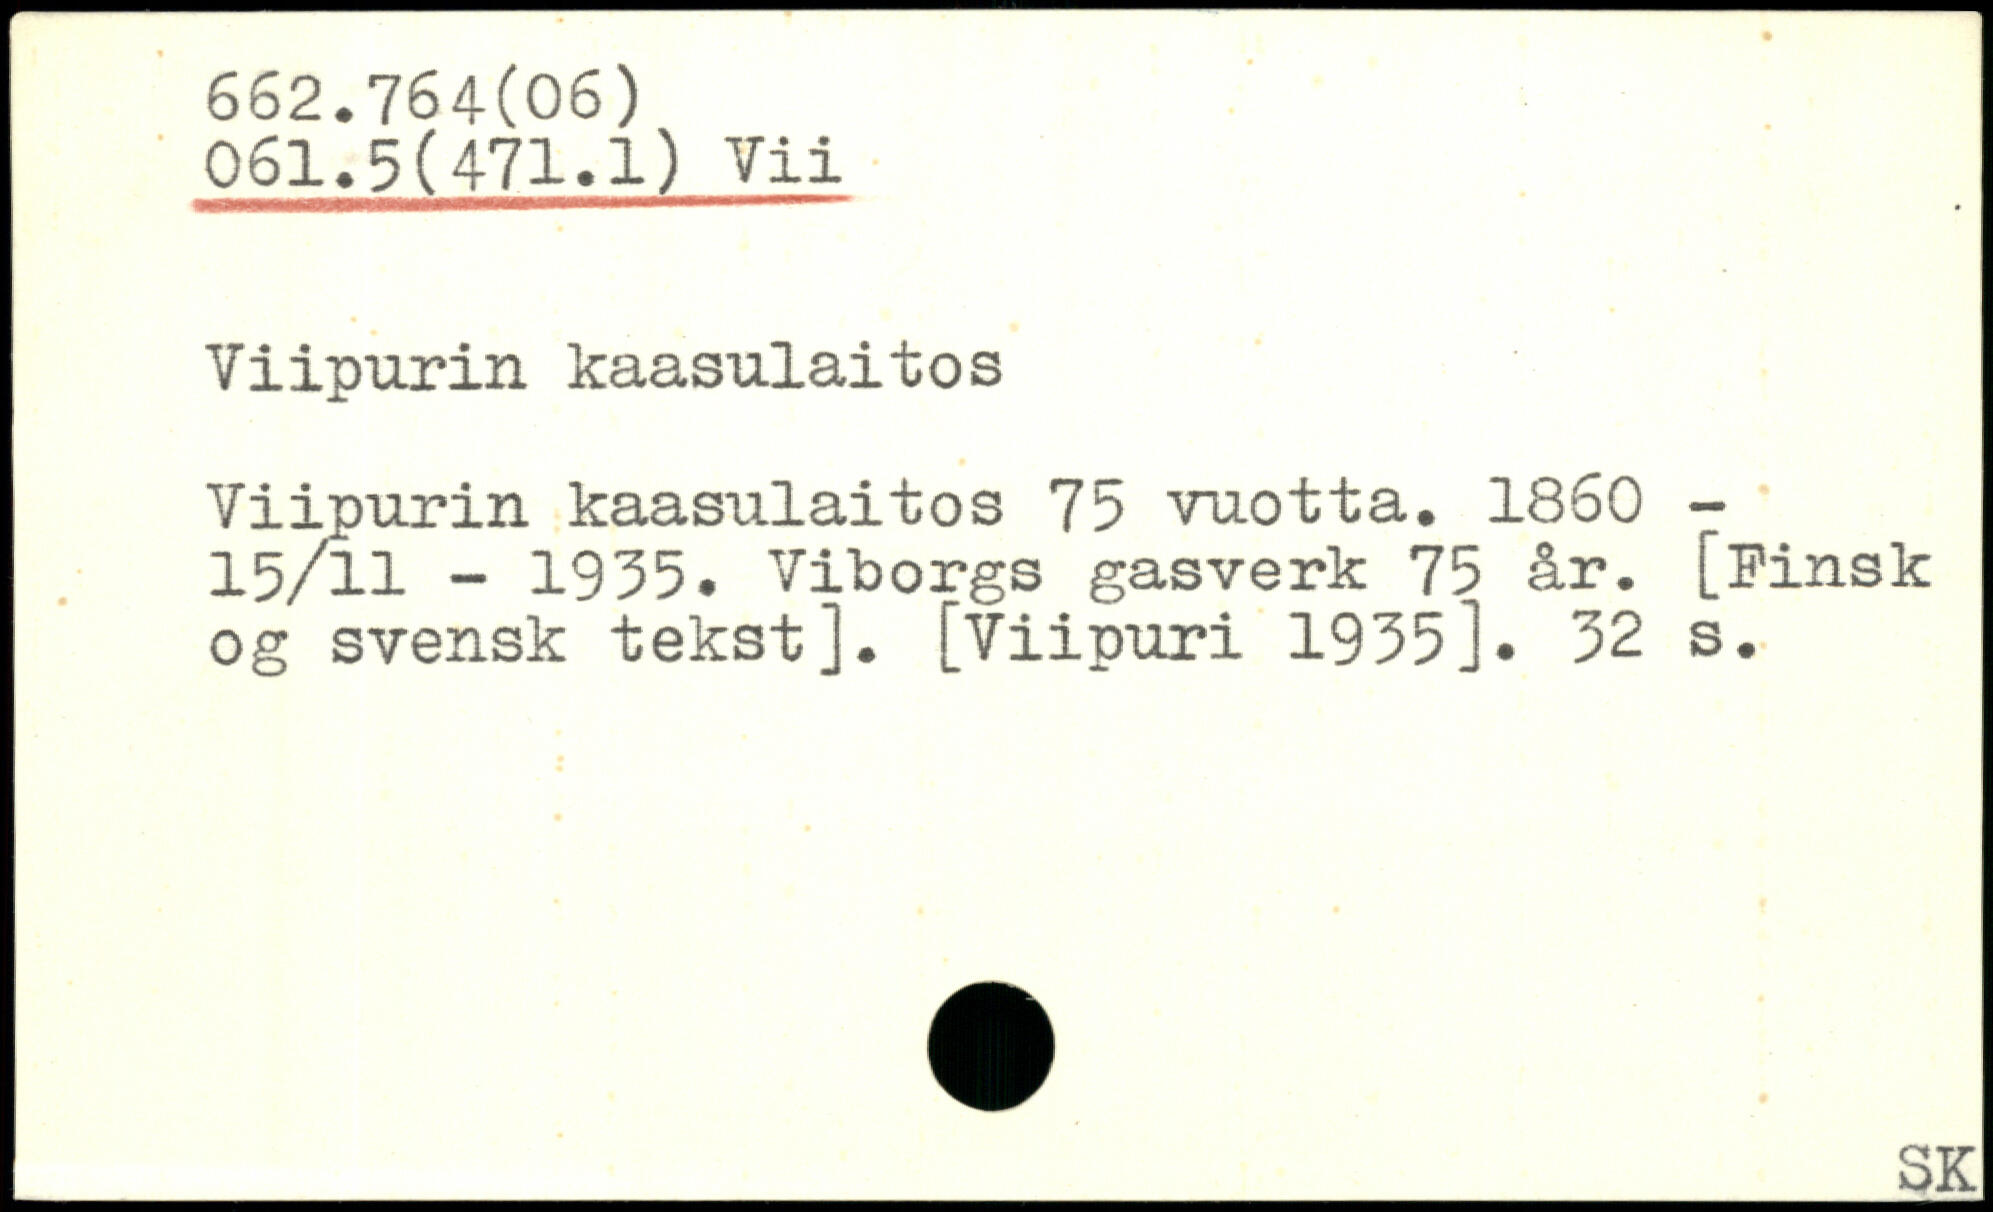 662.764(06)
061.5(471.1) Vii
Viipurin kaasulaitos
Viipurin kaasulaitos 75 vuotta. 1860 -
15/11 - 1935. Viborgs gasverk 75 år. [Finsk
og svensk tekst]. [Viipuri 1935]. 32 s.
SK